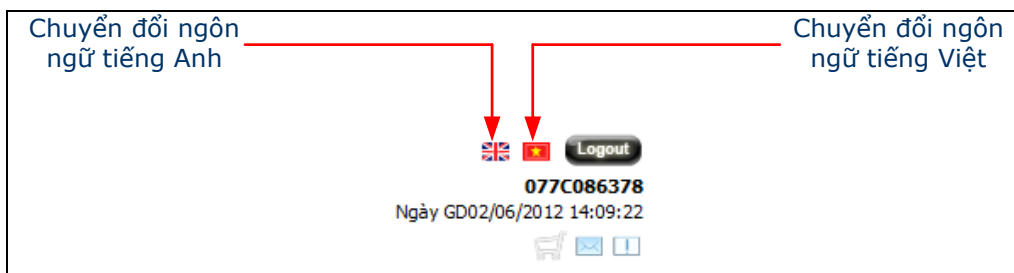 Chuyển đổi ngôn
ngữ tiếng Anh
Chuyển đổi ngôn
ngữ tiếng Việt
Logout
077C086378
Ngày GD02/06/2012 14:09:22